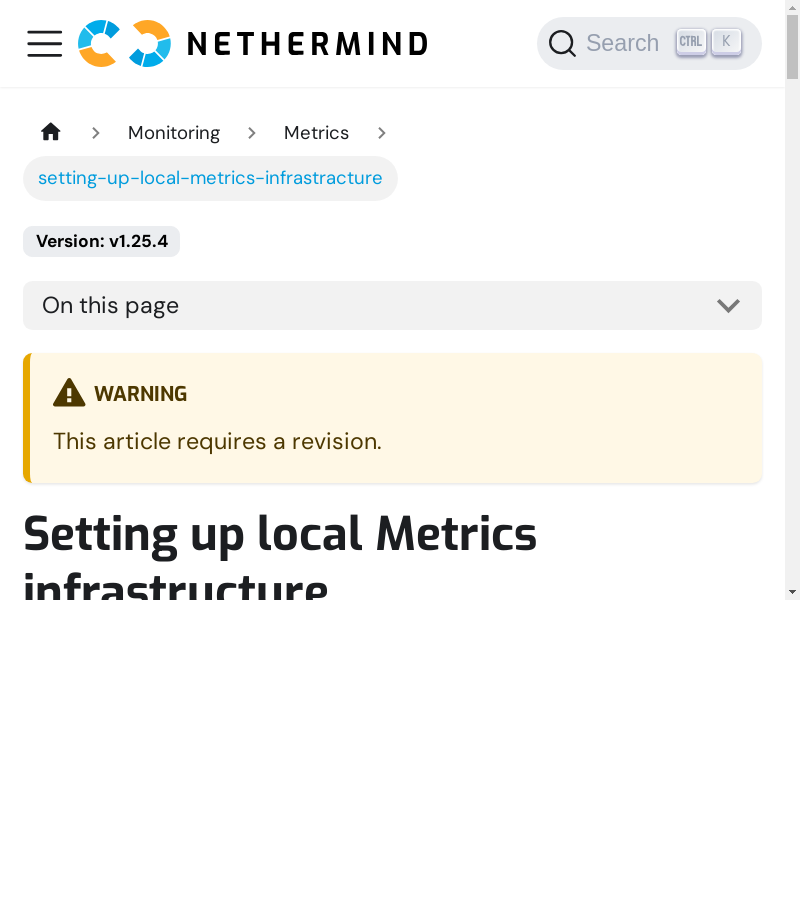 NETHERMIND
Search CTRL K
Monitoring Metrics
setting-up-local-metrics-infrastracture
Version: v1.25.4
On this page
WARNING
This article requires a revision.
Setting up local Metrics
infrastructure